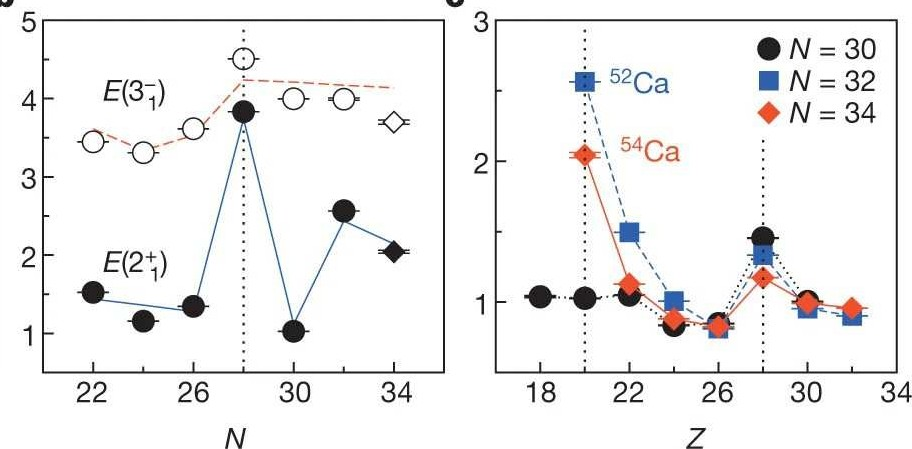 5
4
3
2
1
E(3⁻₁)
E(2⁺₁)
22 26 30 34
N
3
2
1
N = 30
N = 32
N = 34
⁵²Ca
⁵⁴Ca
18 22 26 30 34
Z